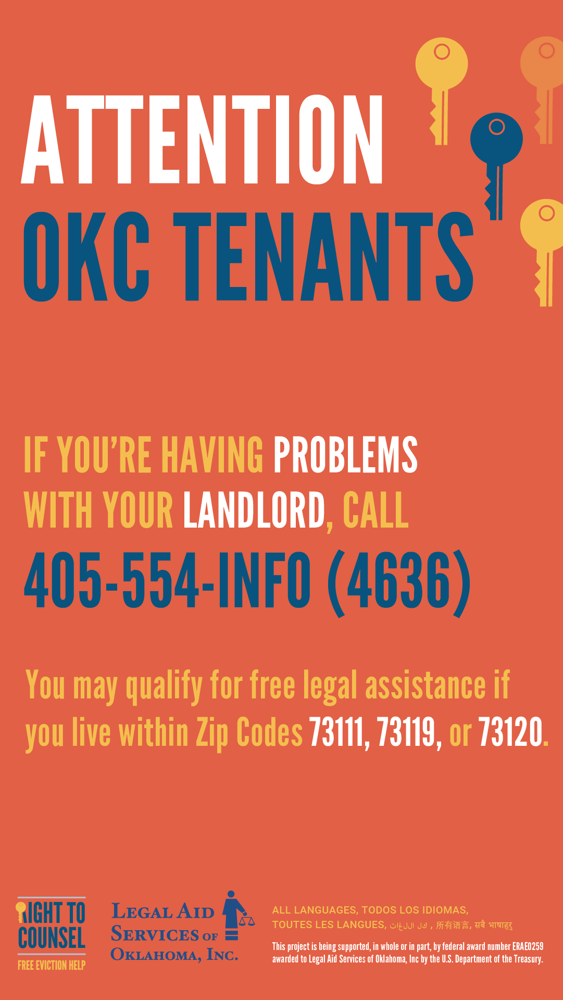 ATTENTION
OKC TENANTS
IF YOU'RE HAVING PROBLEMS
WITH YOUR LANDLORD, CALL
405-554-INFO (4636)
You may qualify for free legal assistance if
you live within Zip Codes 73111, 73119, or 73120.
RIGHT TO
COUNSEL
FREE EVICTION HELP
LEGAL AID
SERVICES OF
OKLAHOMA, INC.
ALL LANGUAGES, TODOS LOS IDIOMAS,
TOUTES LES LANGUES, كل اللغات , 所有语言, सबै भाषाहरु
This project is being supported, in whole or in part, by federal award number ERAE0259
awarded to Legal Aid Services of Oklahoma, Inc by the U.S. Department of the Treasury.